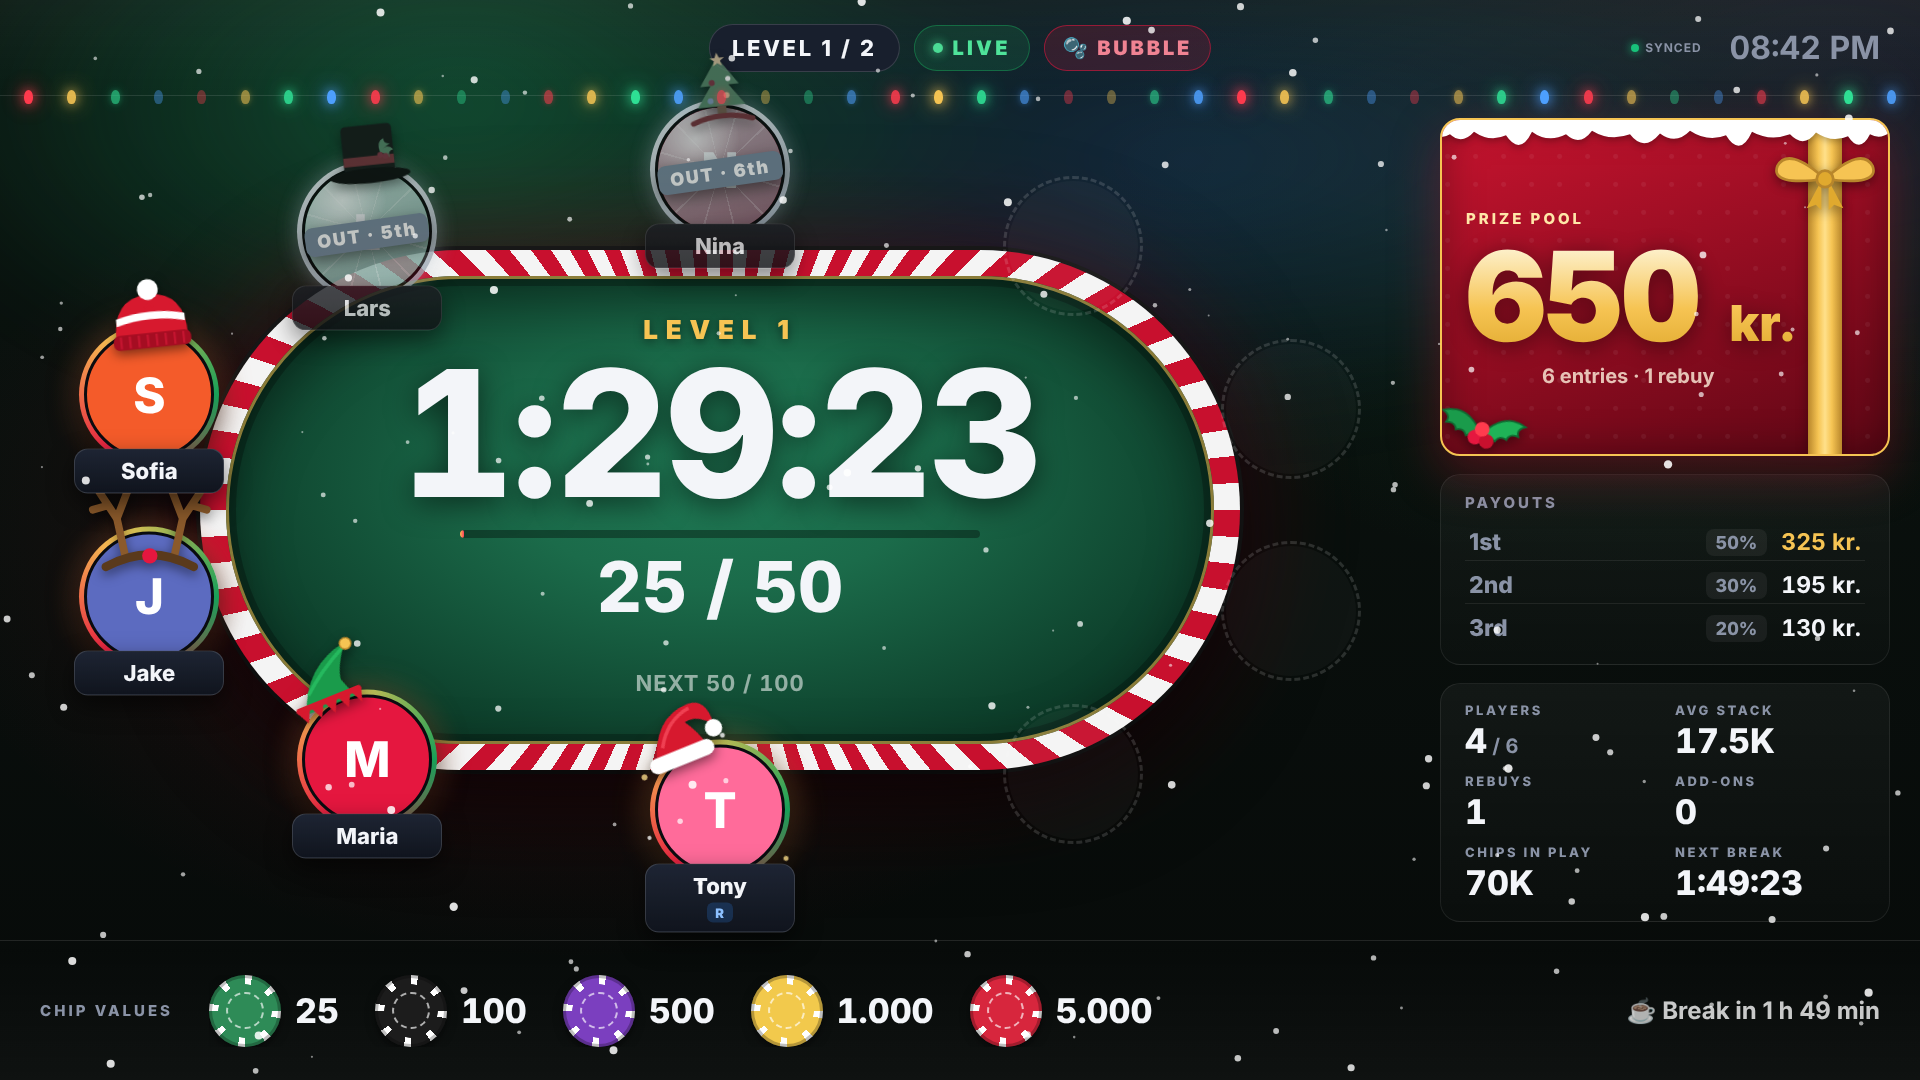 LEVEL 1 / 2
LIVE
BUBBLE
SYNCED
08:42 PM
OUT · 6th
Nina
OUT · 5th
Lars
S
Sofia
J
Jake
M
Maria
T
Tony
R
LEVEL 1
1:29:23
25 / 50
NEXT 50 / 100
PRIZE POOL
650 kr.
6 entries · 1 rebuy
PAYOUTS
1st 50% 325 kr.
2nd 30% 195 kr.
3rd 20% 130 kr.
PLAYERS
4 / 6
AVG STACK
17.5K
REBUYS
1
ADD-ONS
0
CHIPS IN PLAY
70K
NEXT BREAK
1:49:23
CHIP VALUES
25
100
500
1.000
5.000
Break in 1 h 49 min